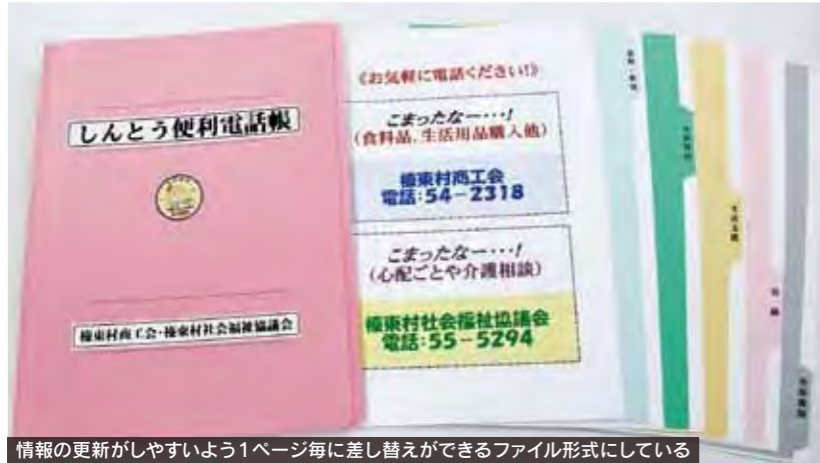 しんとう便利電話帳
榛東村商工会・榛東村社会福祉協議会
《お気軽に電話ください!》
こまったなー・・・!
(食料品、生活用品購入他)
榛東村商工会
電話:54-2318
こまったなー・・・!
(心配ごとや介護相談)
榛東村社会福祉協議会
電話:55-5294
情報の更新がしやすいよう1ページ毎に差し替えができるファイル形式にしている